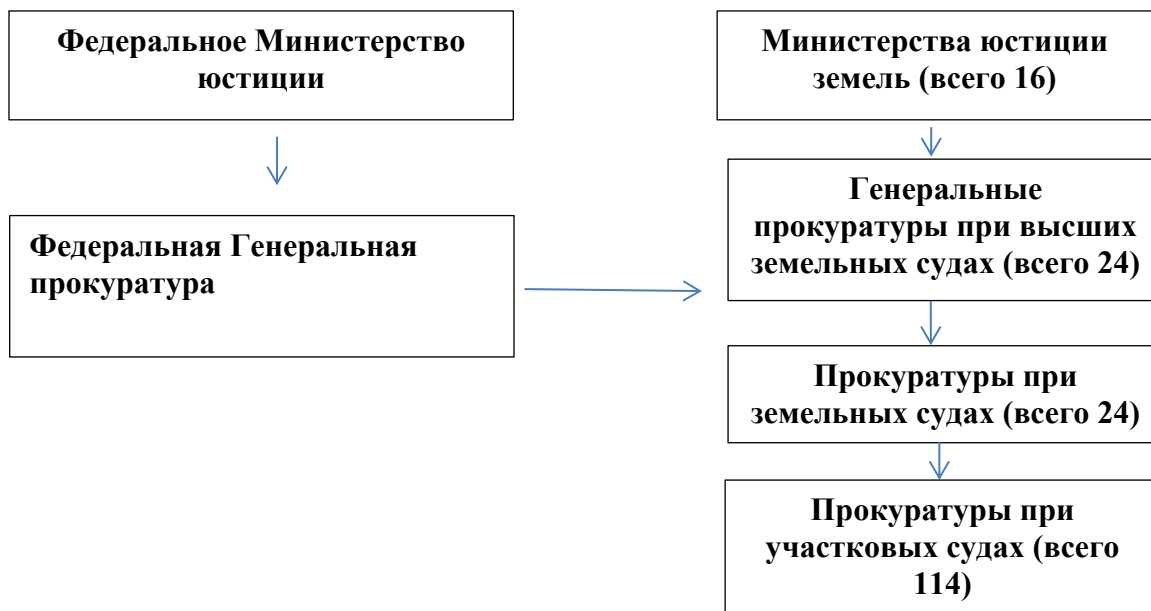 Федеральное Министерство
юстиции
Федеральная Генеральная
прокуратура
Министерства юстиции
земель (всего 16)
Генеральные
прокуратуры при высших
земельных судах (всего 24)
Прокуратуры при
земельных судах (всего 24)
Прокуратуры при
участковых судах (всего
114)